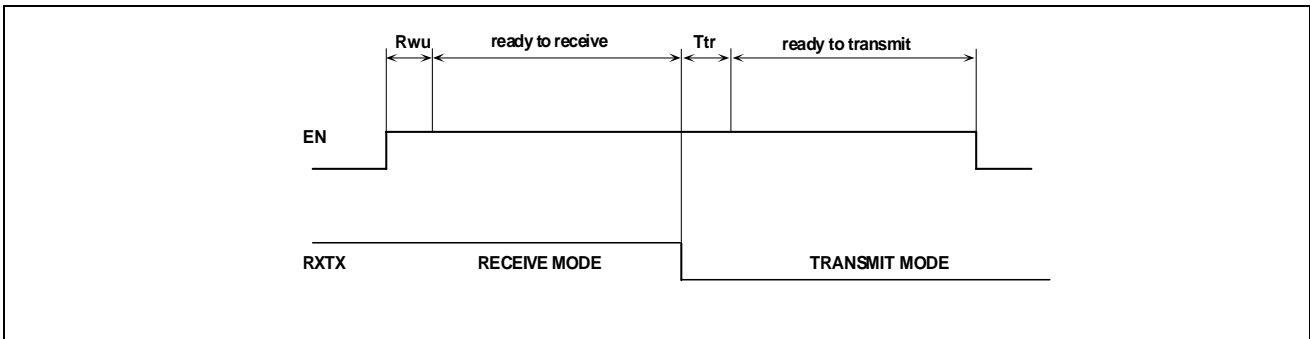 Rwu ready to receive Ttr ready to transmit
EN
RXTX RECEIVE MODE TRANSMIT MODE